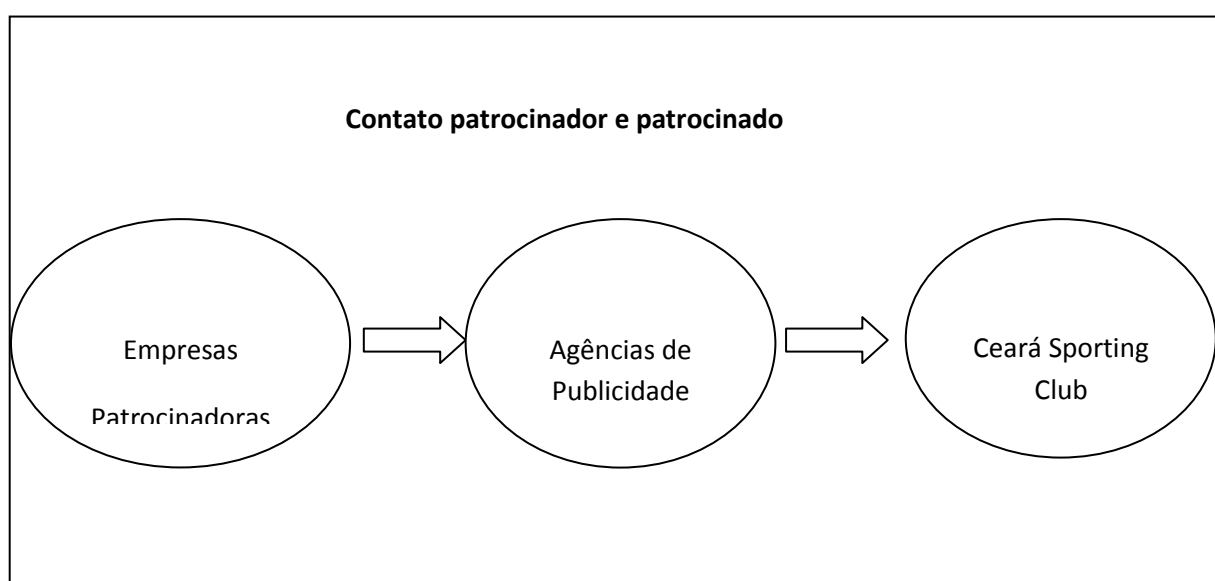 Contato patrocinador e patrocinado
Empresas
Patrocinadoras
Agências de
Publicidade
Ceará Sporting
Club